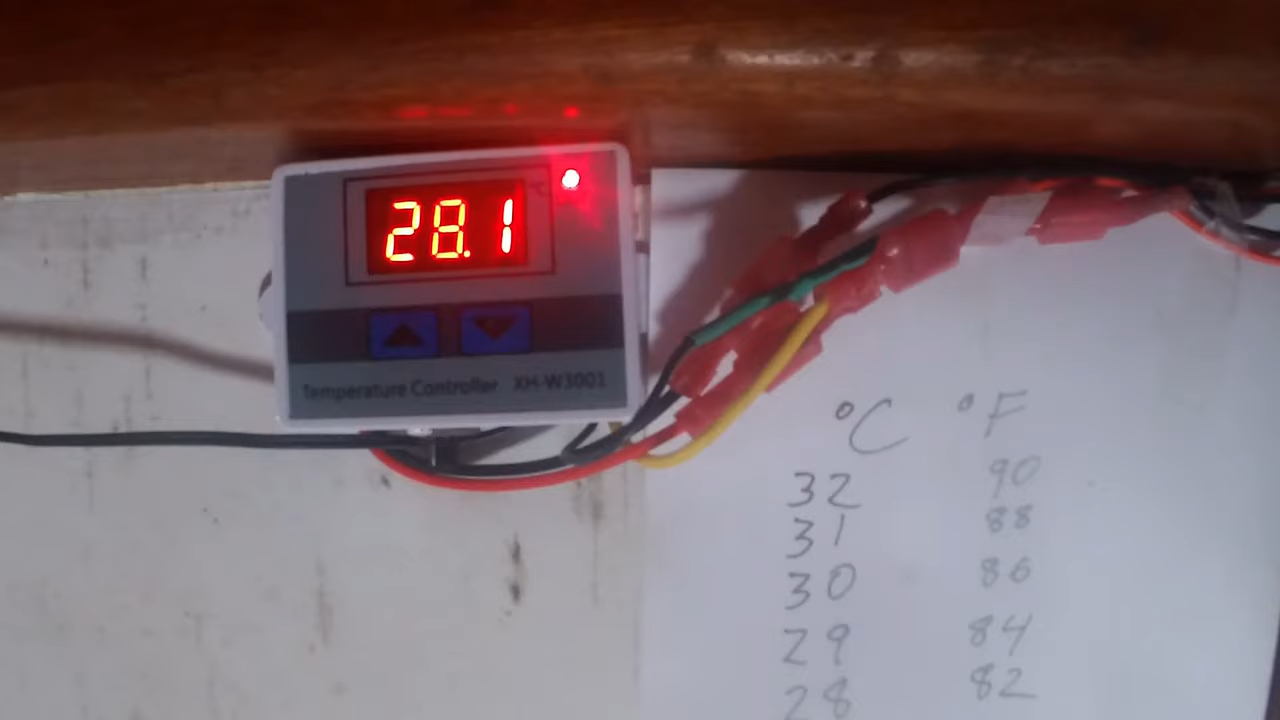 28.1
°C
Temperature Controller XH-W3001
°C °F
32 90
31 88
30 86
29 84
28 82